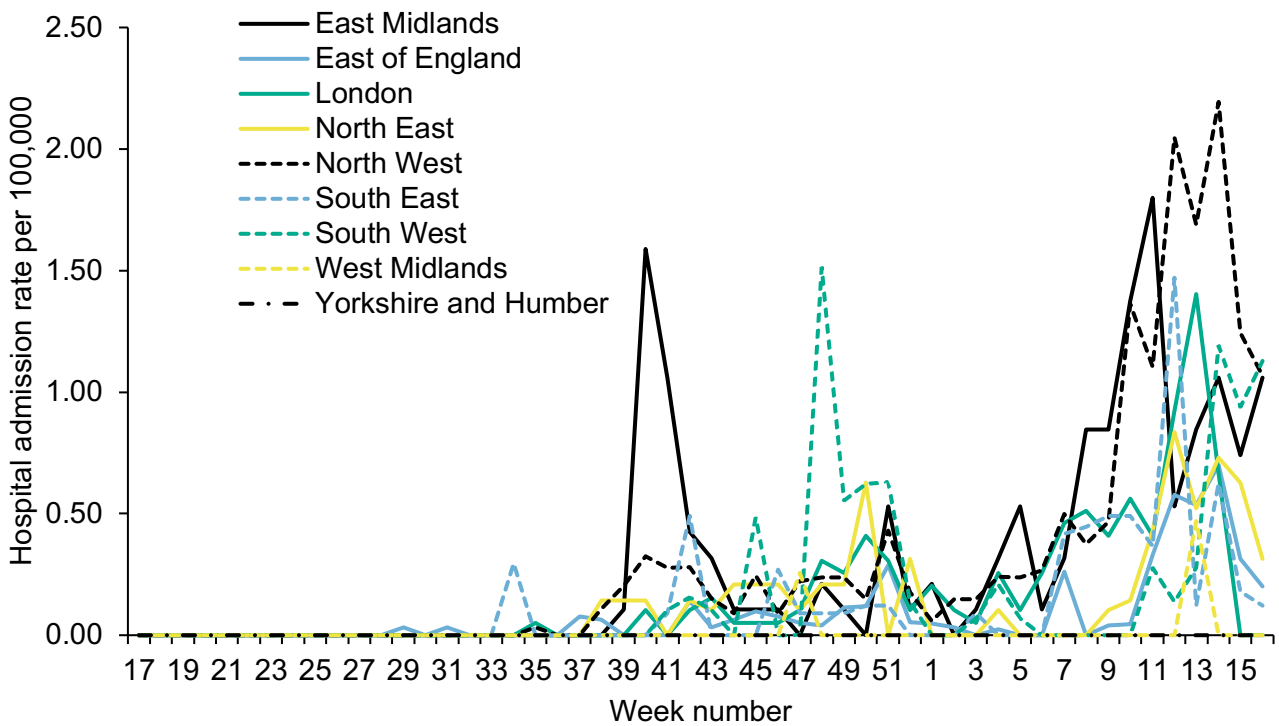 2.50
2.00
1.50
1.00
0.50
0.00
Hospital admission rate per 100,000
East Midlands
East of England
London
North East
North West
South East
South West
West Midlands
Yorkshire and Humber
17 19 21 23 25 27 29 31 33 35 37 39 41 43 45 47 49 51 1 3 5 7 9 11 13 15
Week number